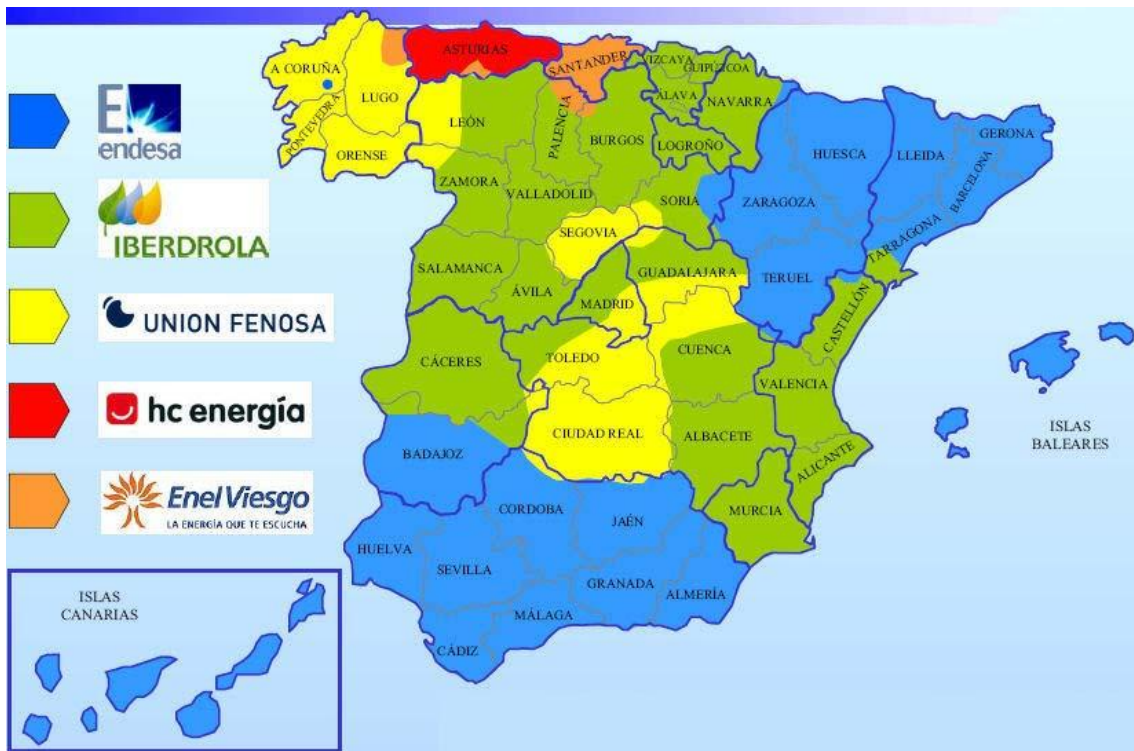 endesa
IBERDROLA
UNION FENOSA
hc energía
EnelViesgo
LA ENERGÍA QUE TE ESCUCHA
A CORUÑA
LUGO
PONTEVEDRA
ORENSE
ASTURIAS
SANTANDER
VIZCAYA
GUIPÚZCOA
ÁLAVA
NAVARRA
LEÓN
PALENCIA
BURGOS
LOGROÑO
HUESCA
LLEIDA
GERONA
BARCELONA
ZAMORA
VALLADOLID
SORIA
ZARAGOZA
TARRAGONA
SEGOVIA
SALAMANCA
ÁVILA
MADRID
GUADALAJARA
TERUEL
CASTELLÓN
CÁCERES
TOLEDO
CUENCA
VALENCIA
BADAJOZ
CIUDAD REAL
ALBACETE
ALICANTE
ISLAS
BALEARES
CORDOBA
JAÉN
MURCIA
HUELVA
SEVILLA
GRANADA
ALMERÍA
MÁLAGA
CÁDIZ
ISLAS
CANARIAS